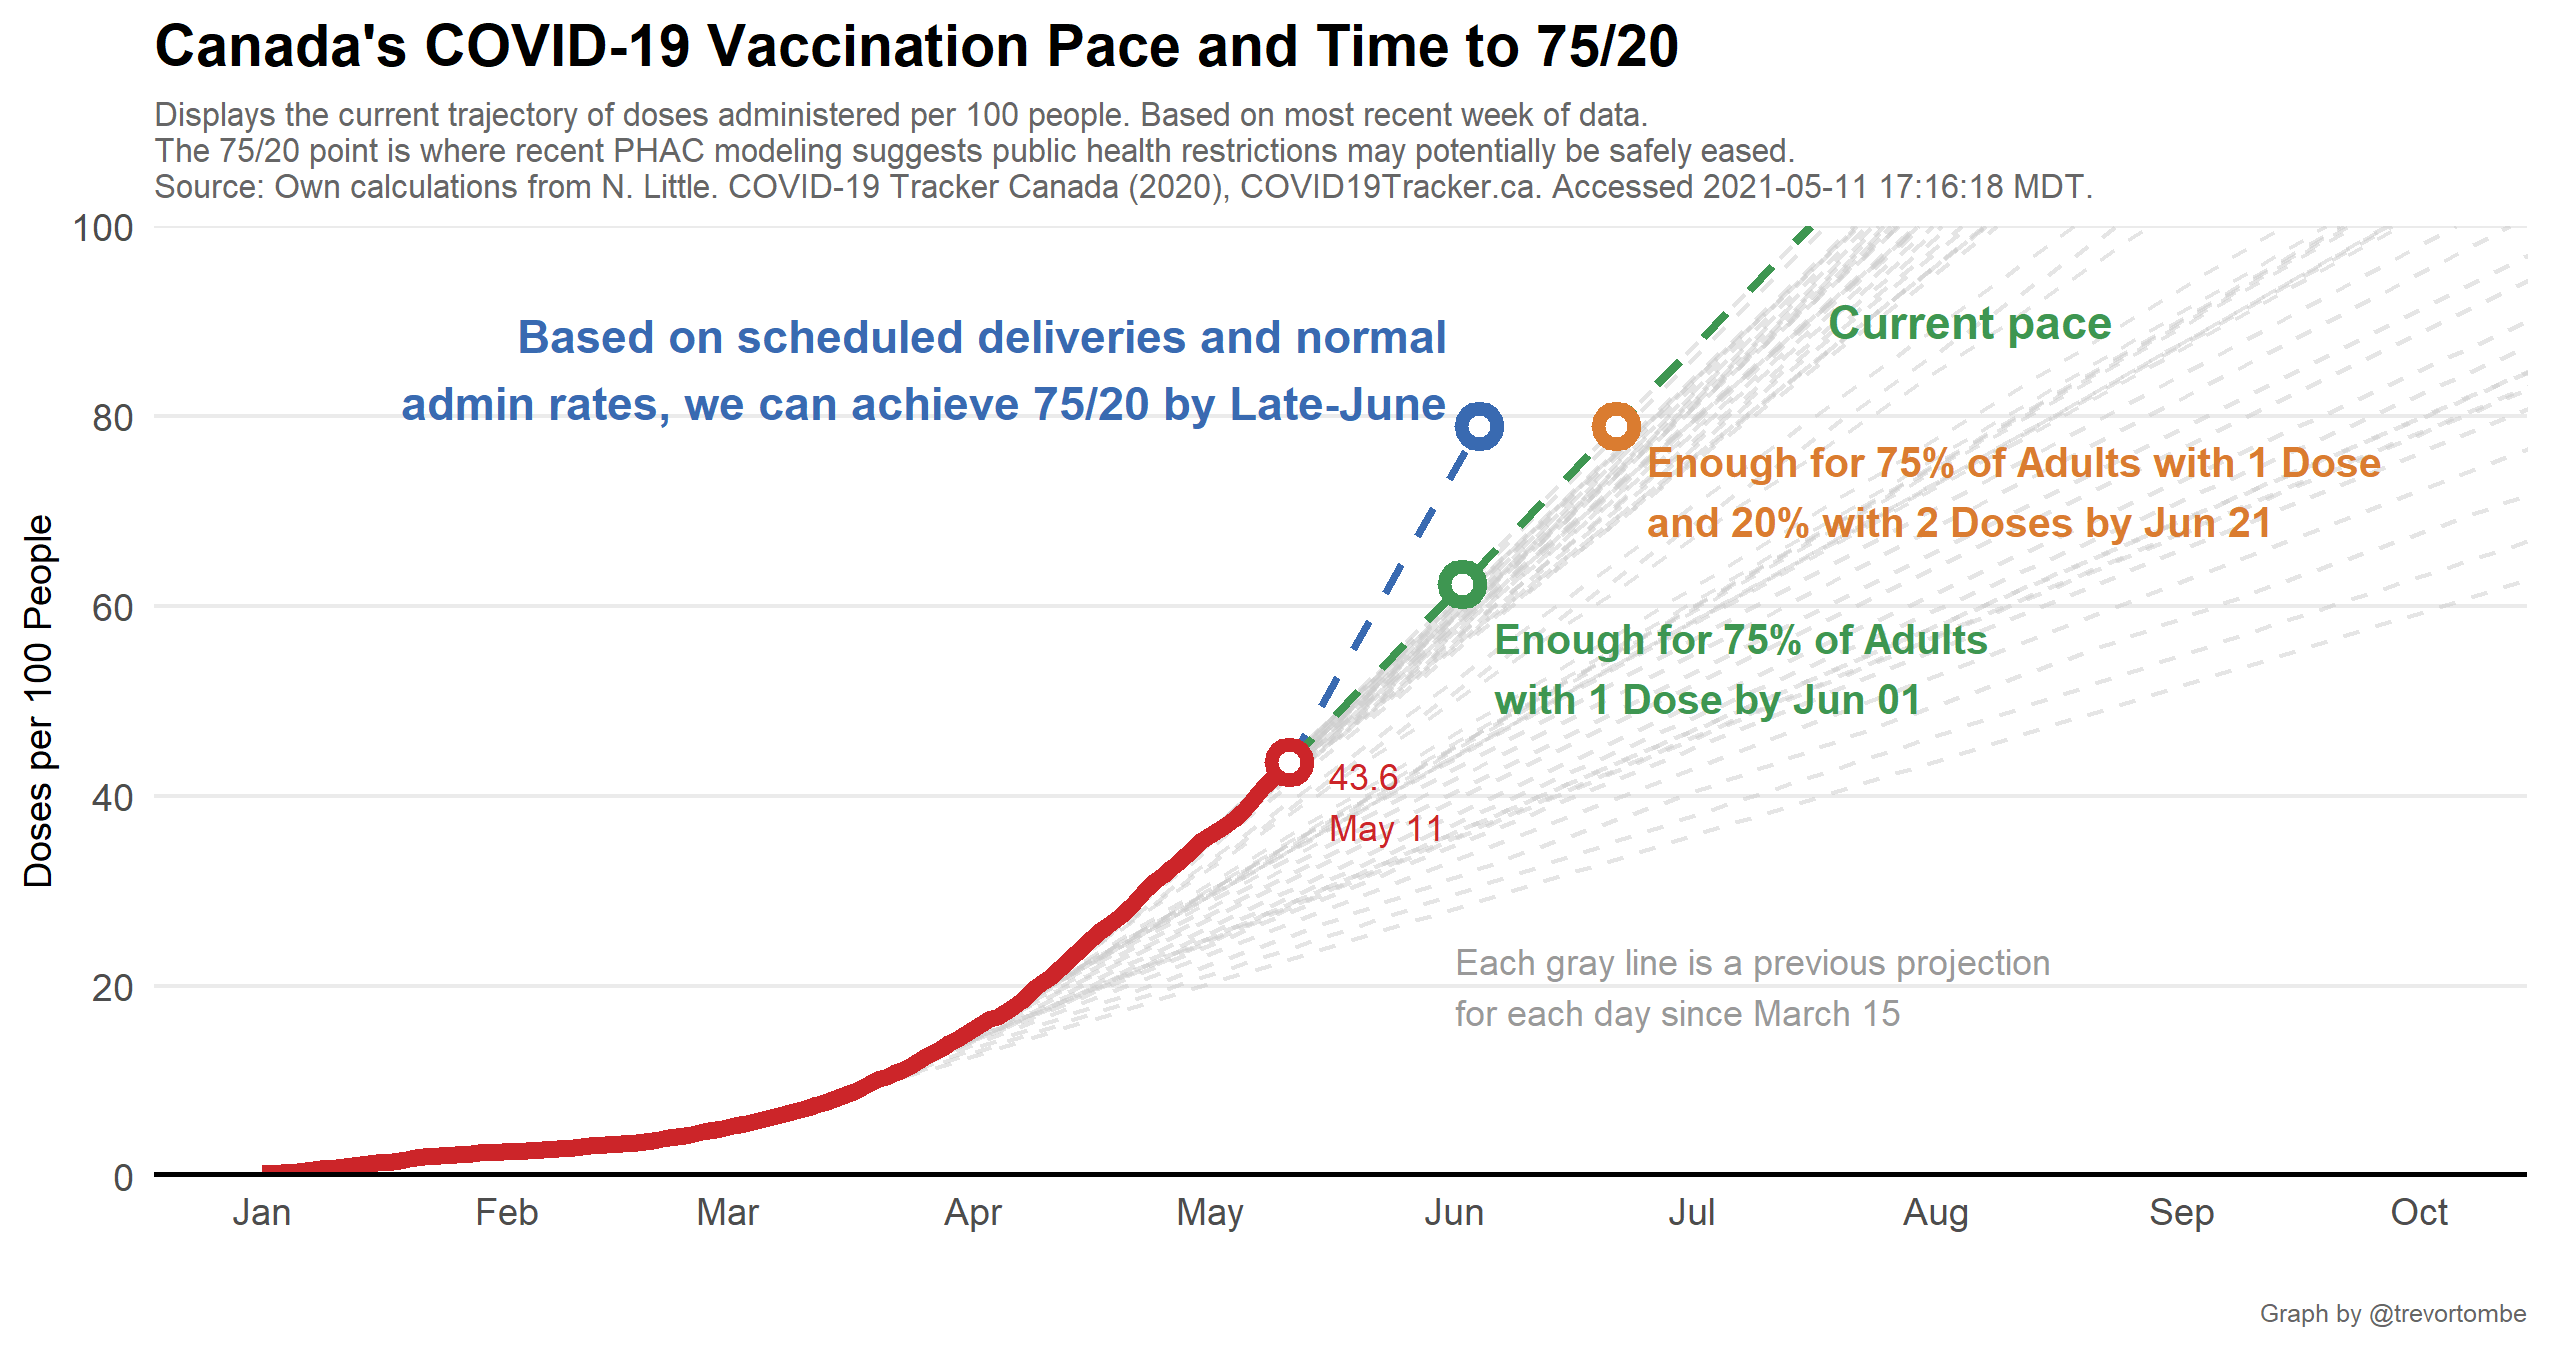 Canada's COVID-19 Vaccination Pace and Time to 75/20
Displays the current trajectory of doses administered per 100 people. Based on most recent week of data.
The 75/20 point is where recent PHAC modeling suggests public health restrictions may potentially be safely eased.
Source: Own calculations from N. Little. COVID-19 Tracker Canada (2020), COVID19Tracker.ca. Accessed 2021-05-11 17:16:18 MDT.
100
80
60
40
20
0
Doses per 100 People
Based on scheduled deliveries and normal
admin rates, we can achieve 75/20 by Late-June
Current pace
Enough for 75% of Adults with 1 Dose
and 20% with 2 Doses by Jun 21
Enough for 75% of Adults
with 1 Dose by Jun 01
43.6
May 11
Each gray line is a previous projection
for each day since March 15
Jan Feb Mar Apr May Jun Jul Aug Sep Oct
Graph by @trevortombe